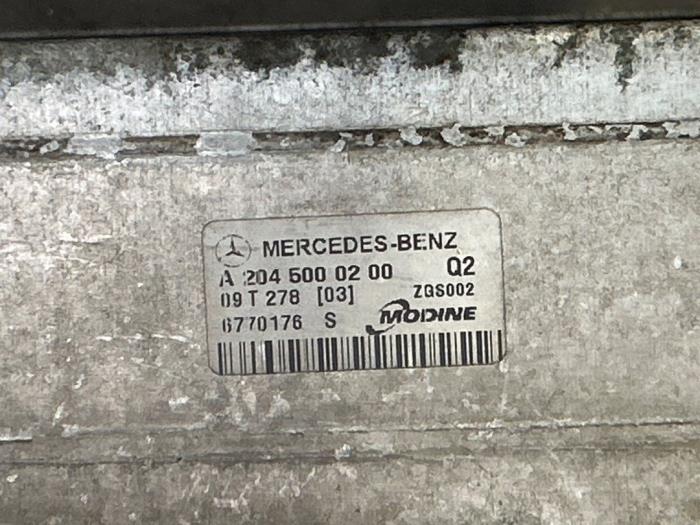 MERCEDES-BENZ
A 204 500 02 00 Q2
09 T 278 [03] ZGS002
6770176 S MODINE